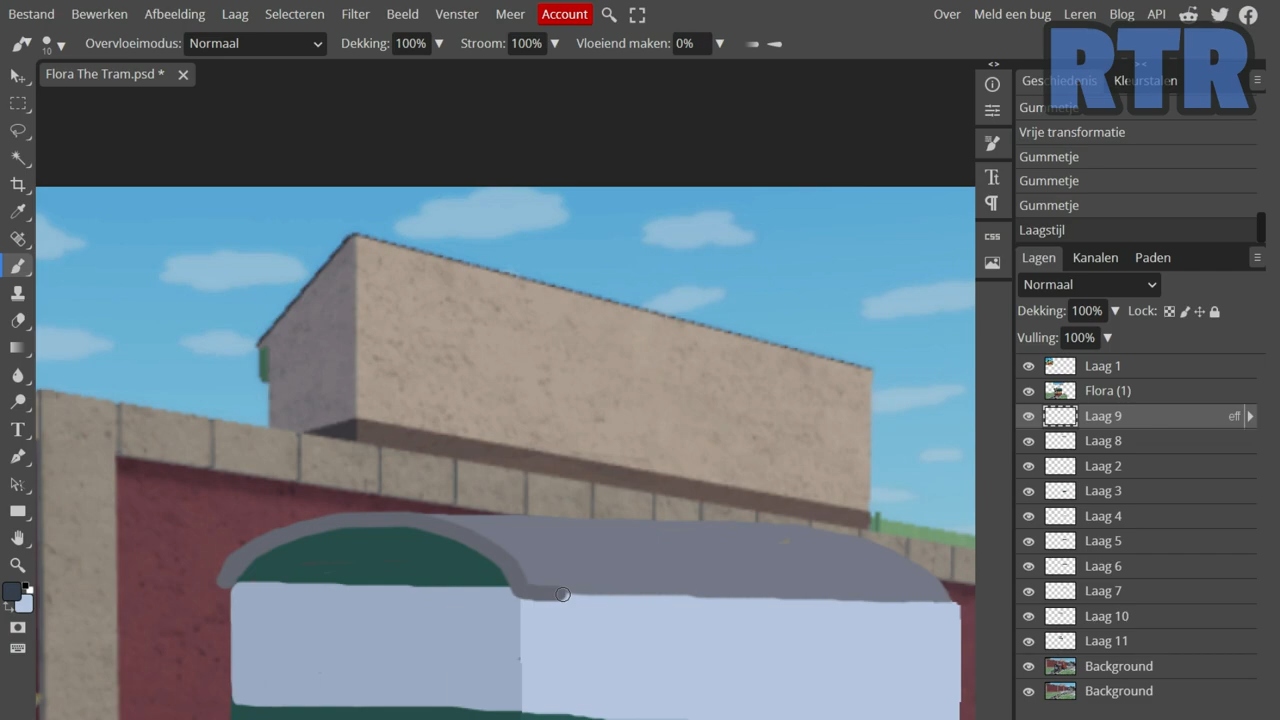 Bestand Bewerken Afbeelding Laag Selecteren Filter Beeld Venster Meer Account Over Meld een bug Leren Blog API
10 Overvloeimodus: Normaal Dekking: 100% Stroom: 100% Vloeiend maken: 0%
RTR
Flora The Tram.psd *
Geschiedenis Kleurstalen
Gummetje
Vrije transformatie
Gummetje
Gummetje
Gummetje
Laagstijl
Lagen Kanalen Paden
Normaal
Dekking: 100% Lock:
Vulling: 100%
Laag 1
Flora (1)
Laag 9 eff
Laag 8
Laag 2
Laag 3
Laag 4
Laag 5
Laag 6
Laag 7
Laag 10
Laag 11
Background
Background
CSS